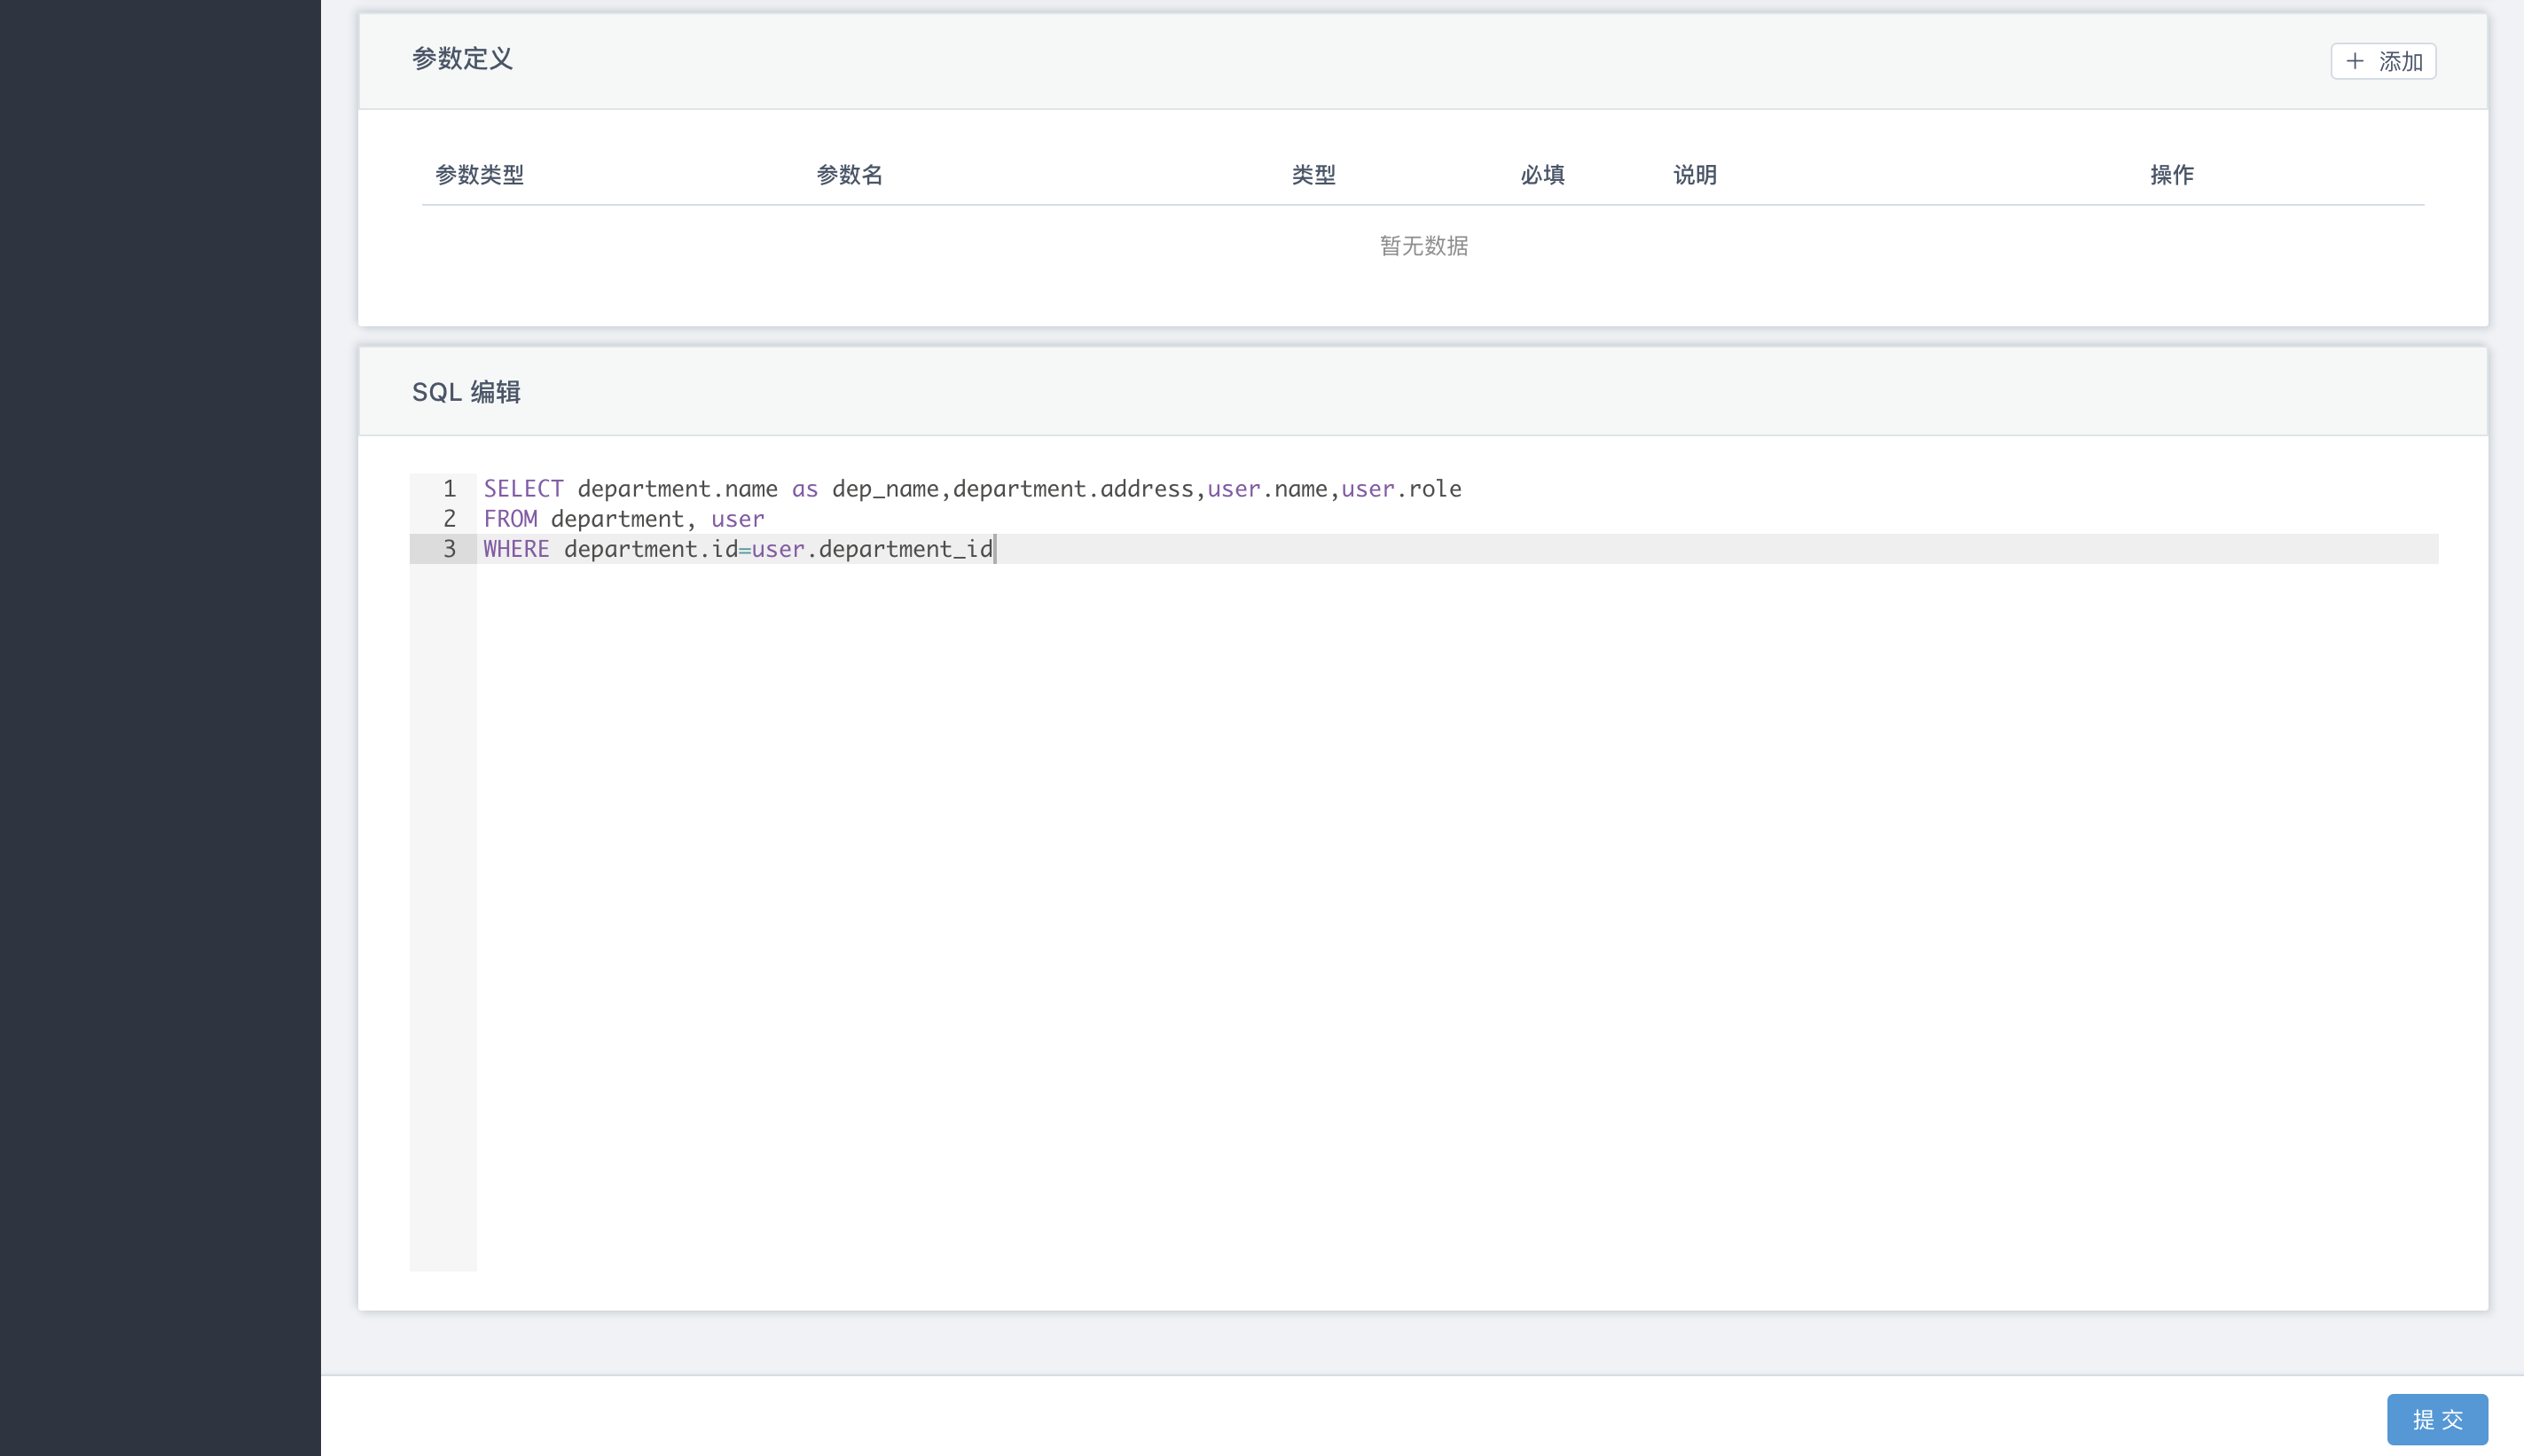 参数定义
+ 添加
参数类型 参数名 类型 必填 说明 操作
暂无数据
SQL 编辑
1 SELECT department.name as dep_name,department.address,user.name,user.role
2 FROM department, user
3 WHERE department.id=user.department_id
提 交